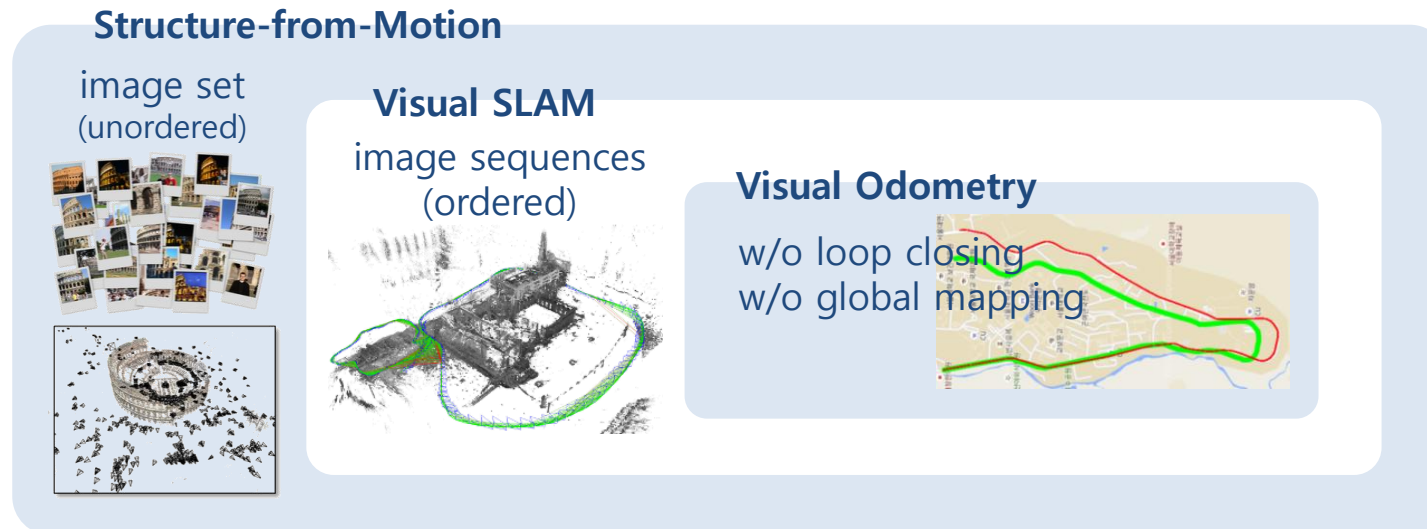 Structure-from-Motion
image set
(unordered)
Visual SLAM
image sequences
(ordered)
Visual Odometry
w/o loop closing
w/o global mapping